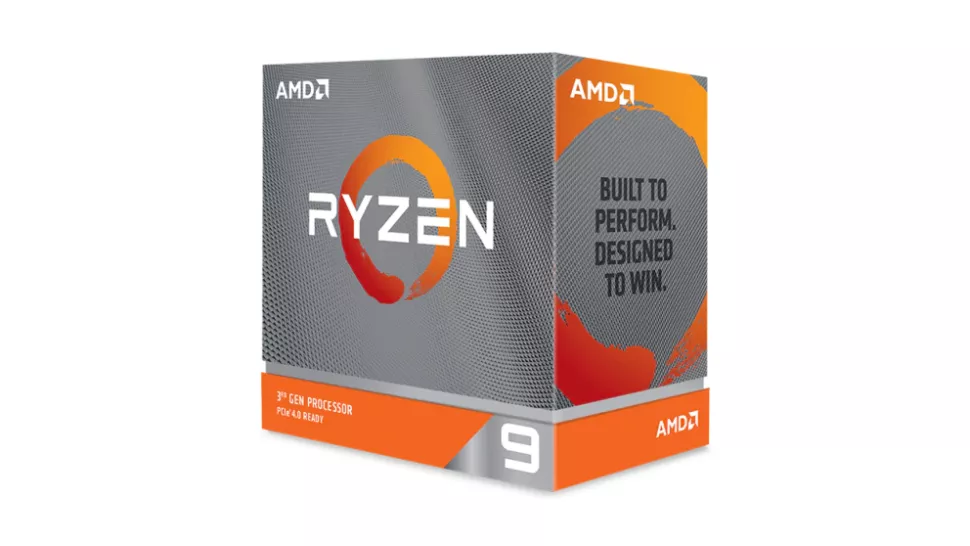 AMD
RYZEN
3RD GEN PROCESSOR
PCIe® 4.0 READY
9
AMD
BUILT TO
PERFORM.
DESIGNED
TO WIN.
AMD